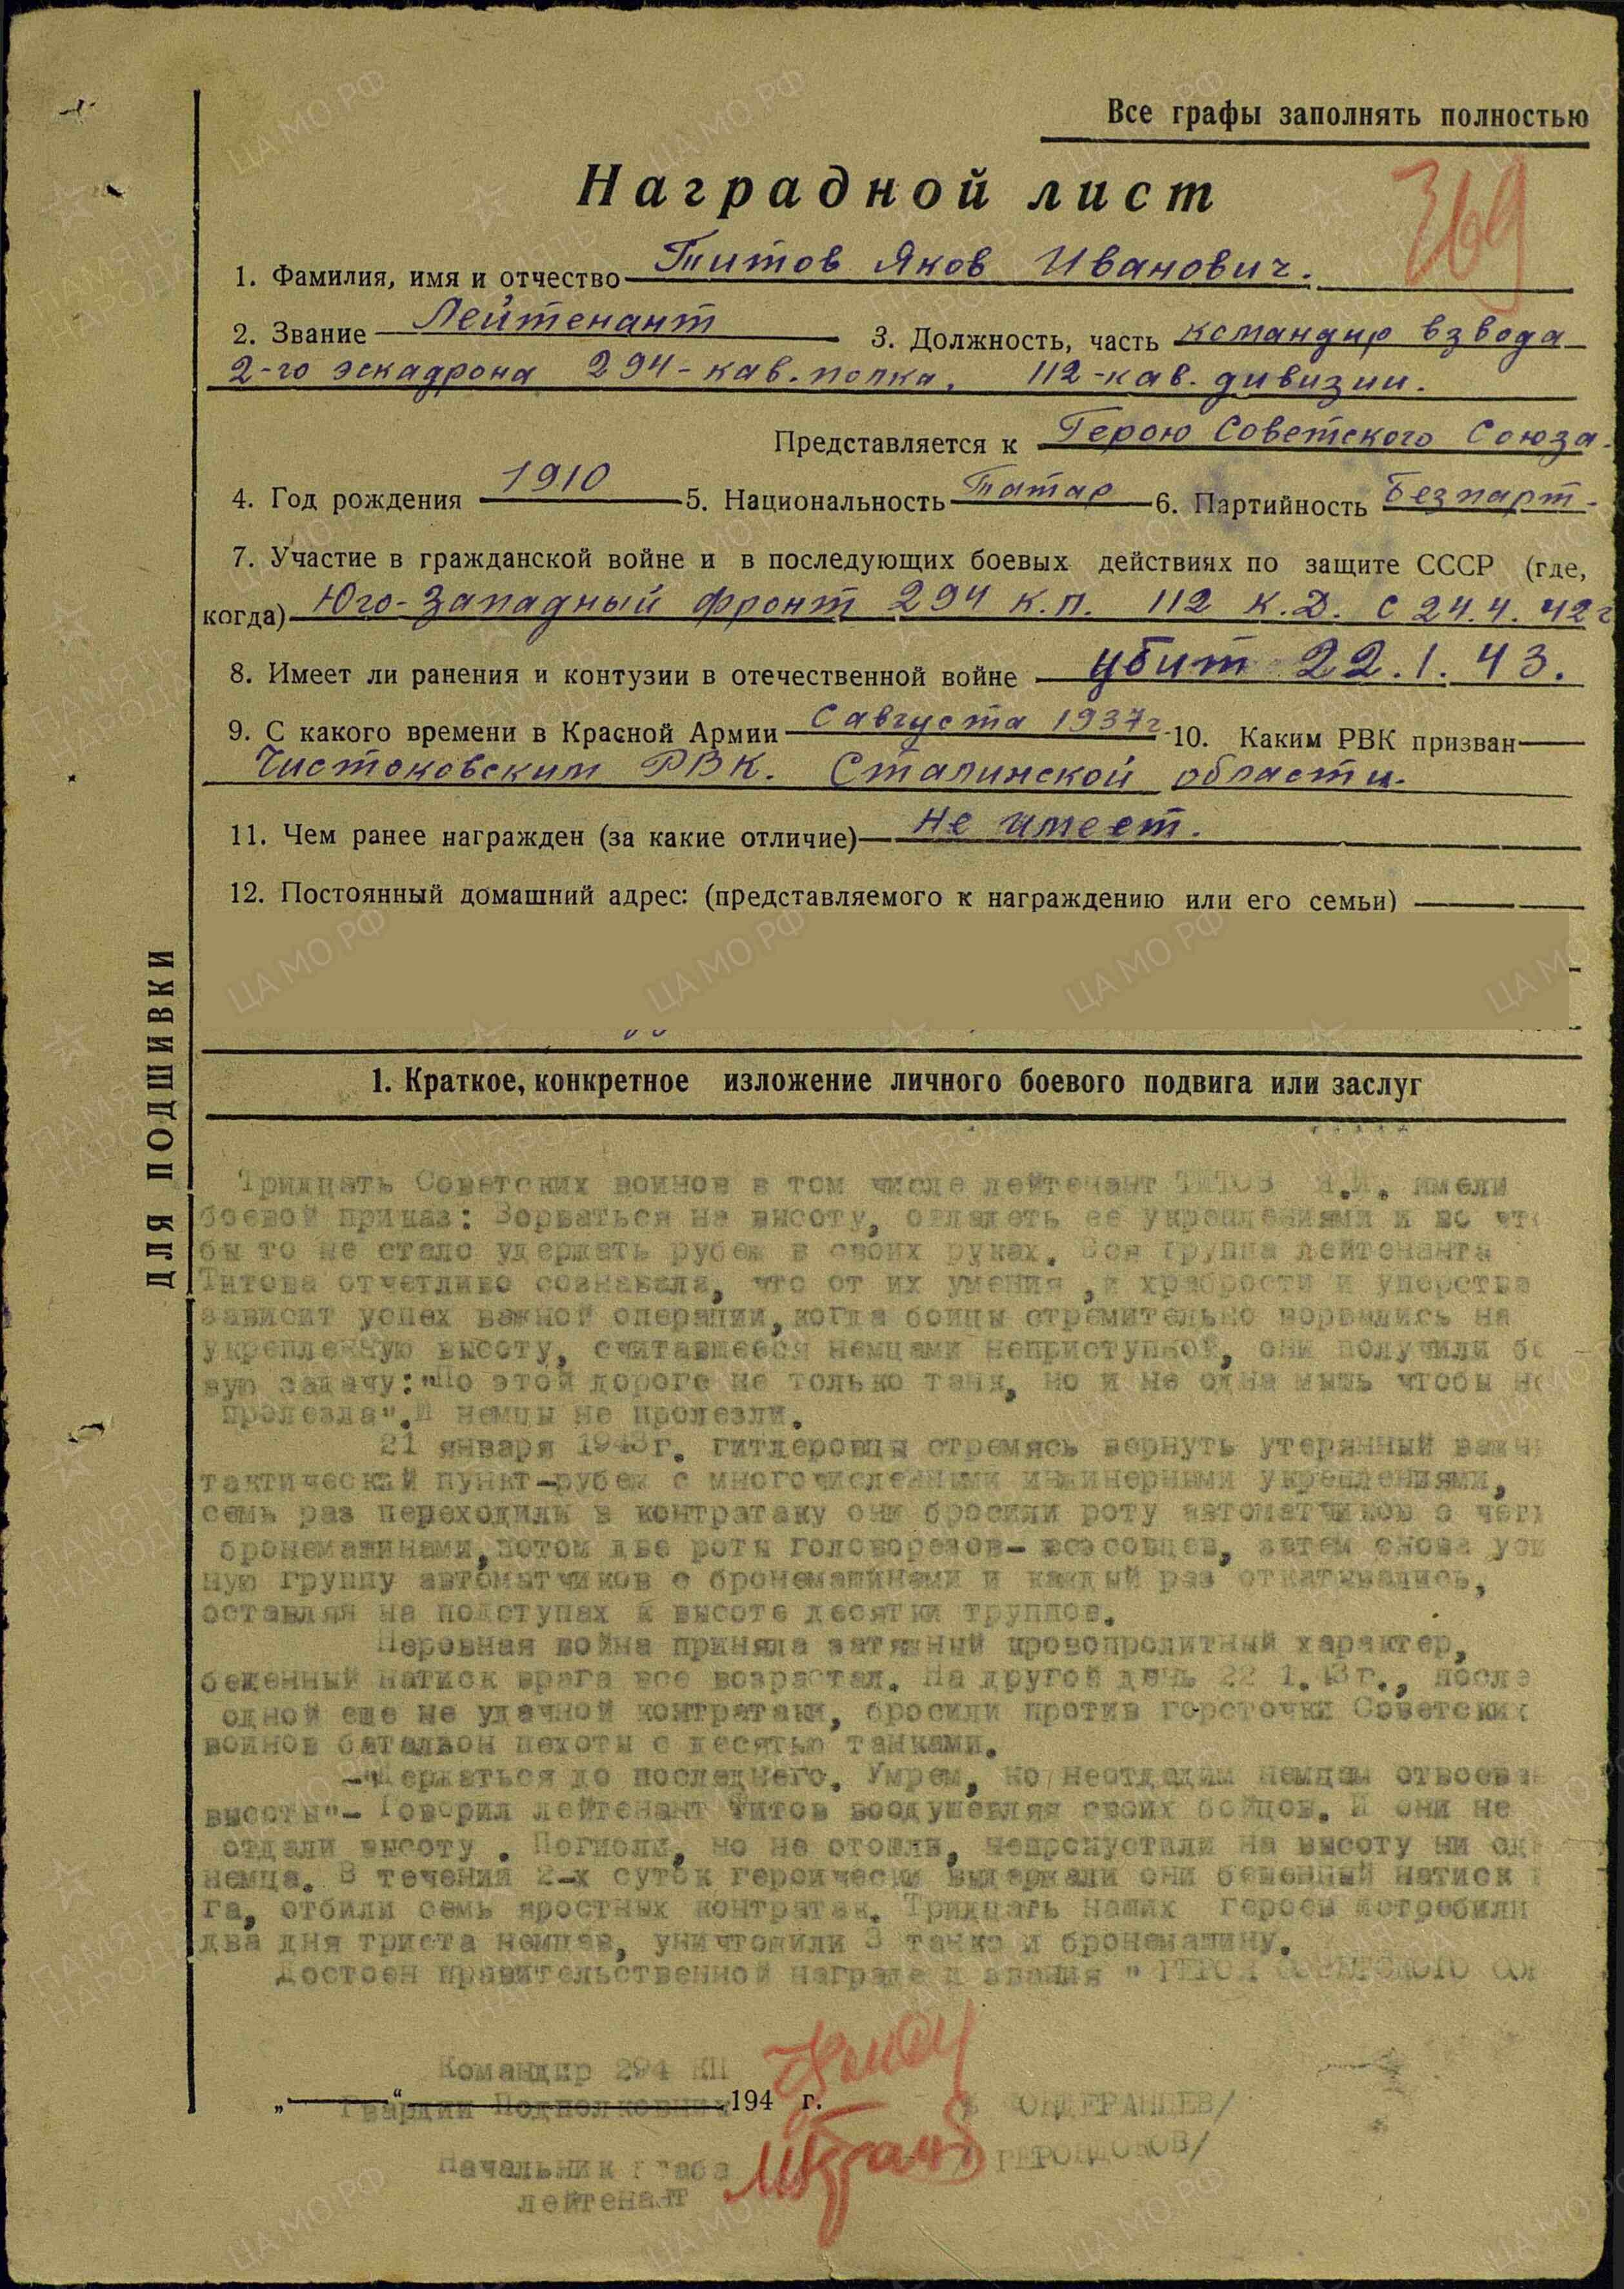 Все графы заполнять полностью
369
Наградной лист
1. Фамилия, имя и отчество Титов Яков Иванович.
2. Звание Лейтенант 3. Должность, часть командир взвода
2-го эскадрона 294-кав. полка, 112-кав. дивизии.
Представляется к Герою Советского Союза.
4. Год рождения 1910 5. Национальность Татар 6. Партийность Безпарт.
7. Участие в гражданской войне и в последующих боевых действиях по защите СССР (где,
когда) Юго-Западный фронт 294 к.п. 112 К.Д. с 24.4.42г
8. Имеет ли ранения и контузии в отечественной войне убит 22.1.43.
9. С какого времени в Красной Армии С августа 1937г. 10. Каким РВК призван
Чистоковским РВК. Сталинской области.
11. Чем ранее награжден (за какие отличие) Не имеет.
12. Постоянный домашний адрес: (представляемого к награждению или его семьи)
ДЛЯ ПОДШИВКИ
1. Краткое, конкретное изложение личного боевого подвига или заслуг
Тридцать Советских воинов в том числе лейтенант ТИТОВ Я.И. имели
боевой приказ: Ворваться на высоту, овладеть ее укреплениями и во что
бы то не стало удержать рубеж в своих руках. Вся группа лейтенанта
Титова отчетливо сознавала, что от их умения, и храбрости и упорства
зависит успех важной операции, когда бойцы стремительно ворвались на
укрепленную высоту, считавшееся немцами неприступной, они получили бо
вую задачу: "По этой дороге не только танк, но и не одна мышь чтобы не
пролезла". И немцы не пролезли.
21 января 1943г. гитлеровцы стремясь вернуть утерянный важн
тактическай пункт-рубеж с многочисленными инжинерными укреплениями,
семь раз переходили в контратаку они бросили роту автоматчиков с
бронемашинами, потом две роты головорезов- эсэсовцев, затем снова уси
ную группу автоматчиков с бронемашинами и каждый раз откатывались,
оставляя на подступах к высоте десятки труппов.
Неровная война приняла затяжный кровопролитный характер,
бешенный натиск врага все возрастал. На другой день 22 1.43г., после
одной еще не удачной контратаки, бросили против горсточки Советских
воинов баталвон пехоты с десятью танками.
-"Держаться до последнего. Умрем, но неотдадим немцам отвоеван
высоты"- Говорил лейтенант Титов воодушевляя своих бойцов. И они не
отдали высоту. Погибли, но не отошли, непропустили на высоту ни од
немца. В течении 2-х суток героически выдержали они бешенный натиск
га, отбили семь яростных контратак. Тридцать наших героев истребили
два дня триста немцев, уничтожили 3 танка и бронемашину.
Достоен правительственной награде и звания " ГЕРОЯ СОВЕТСКОГО СОЮ
Командир 294 КП
„ “ 194 г.
Гвардии Подполковник
Начальник штаба
лейтенант
ЦА МО РФ
ПАМЯТЬ НАРОДА